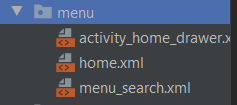 menu
activity_home_drawer.x
home.xml
menu_search.xml